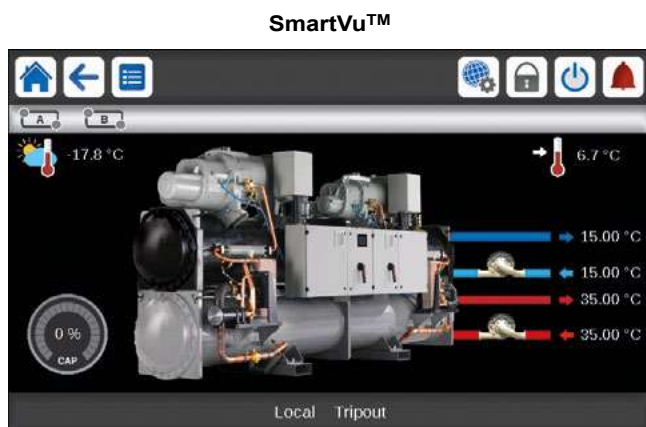 SmartVu™
A B
-17.8 °C
6.7 °C
15.00 °C
15.00 °C
35.00 °C
0 %
35.00 °C
CAP
Local Tripout